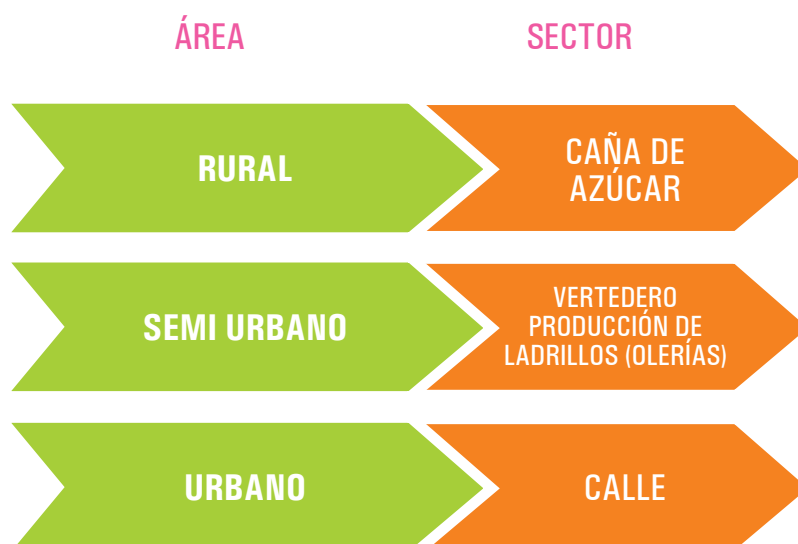 ÁREA
SECTOR
RURAL
CAÑA DE
AZÚCAR
SEMI URBANO
VERTEDERO
PRODUCCIÓN DE
LADRILLOS (OLERÍAS)
URBANO
CALLE